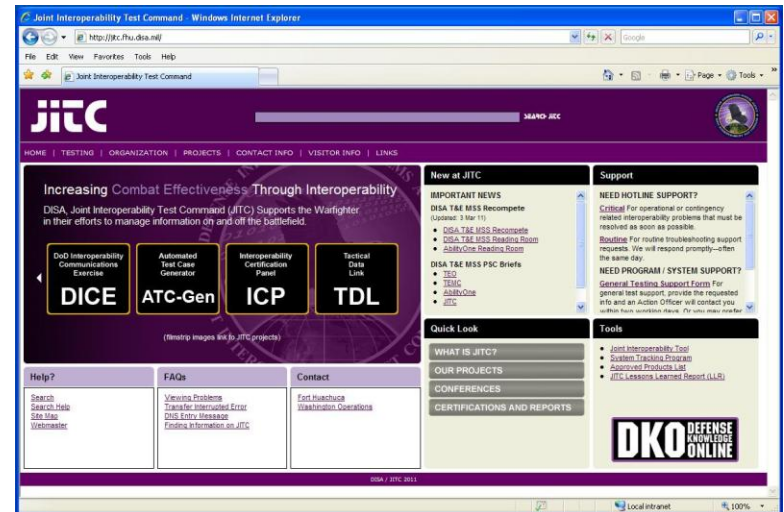 Joint Interoperability Test Command - Windows Internet Explorer
http://jitc.fhu.disa.mil/
Google
File Edit View Favorites Tools Help
Joint Interoperability Test Command
Page Tools
JITC
SEARCH JITC
HOME | TESTING | ORGANIZATION | PROJECTS | CONTACT INFO | VISITOR INFO | LINKS
Increasing Combat Effectiveness Through Interoperability
DISA, Joint Interoperability Test Command (JITC) Supports the Warfighter
in their efforts to manage information on and off the battlefield.
DoD Interoperability
Communications
Exercise
DICE
Automated
Test Case
Generator
ATC-Gen
Interoperability
Certification
Panel
ICP
Tactical
Data
Link
TDL
(filmstrip images link to JITC projects)
New at JITC
IMPORTANT NEWS
DISA T&E MSS Recompete
(Updated: 3 Mar 11)
DISA T&E MSS Recompete
DISA T&E MSS Reading Room
AbilityOne Reading Room
DISA T&E MSS PSC Briefs
TEO
TEMC
AbilityOne
JITC
Support
NEED HOTLINE SUPPORT?
Critical For operational or contingency
related interoperability problems that must be
resolved as soon as possible.
Routine For routine troubleshooting support
requests. We will respond promptly—often
the same day.
NEED PROGRAM / SYSTEM SUPPORT?
General Testing Support Form For
general test support, provide the requested
info and an Action Officer will contact you
within two working days. Or you may prefer
Quick Look
WHAT IS JITC?
OUR PROJECTS
CONFERENCES
CERTIFICATIONS AND REPORTS
Tools
Joint Interoperability Tool
System Tracking Program
Approved Products List
JITC Lessons Learned Report (LLR)
DKO DEFENSE
KNOWLEDGE
ONLINE
Help?
Search
Search Help
Site Map
Webmaster
FAQs
Viewing Problems
Transfer Interrupted Error
DNS Entry Message
Finding Information on JITC
Contact
Fort Huachuca
Washington Operations
DISA / JITC 2011
Local intranet
100%